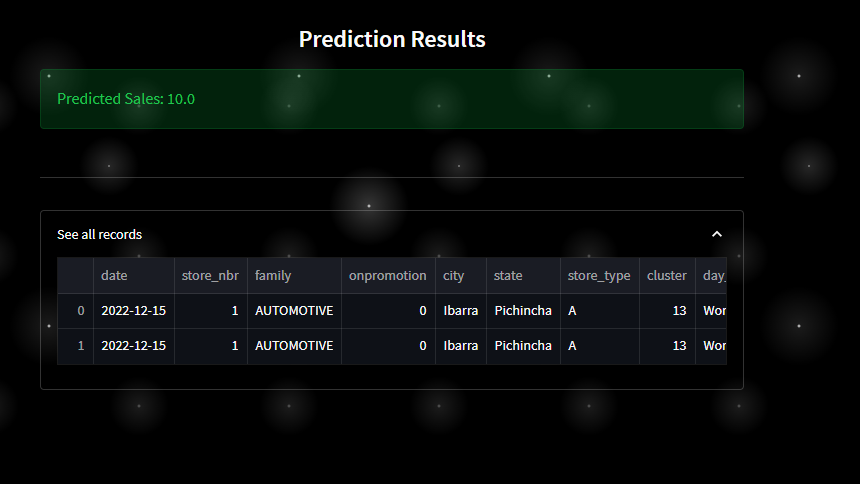 Prediction Results
Predicted Sales: 10.0
See all records
date store_nbr family onpromotion city state store_type cluster day_
0 2022-12-15 1 AUTOMOTIVE 0 Ibarra Pichincha A 13 Wor
1 2022-12-15 1 AUTOMOTIVE 0 Ibarra Pichincha A 13 Wor